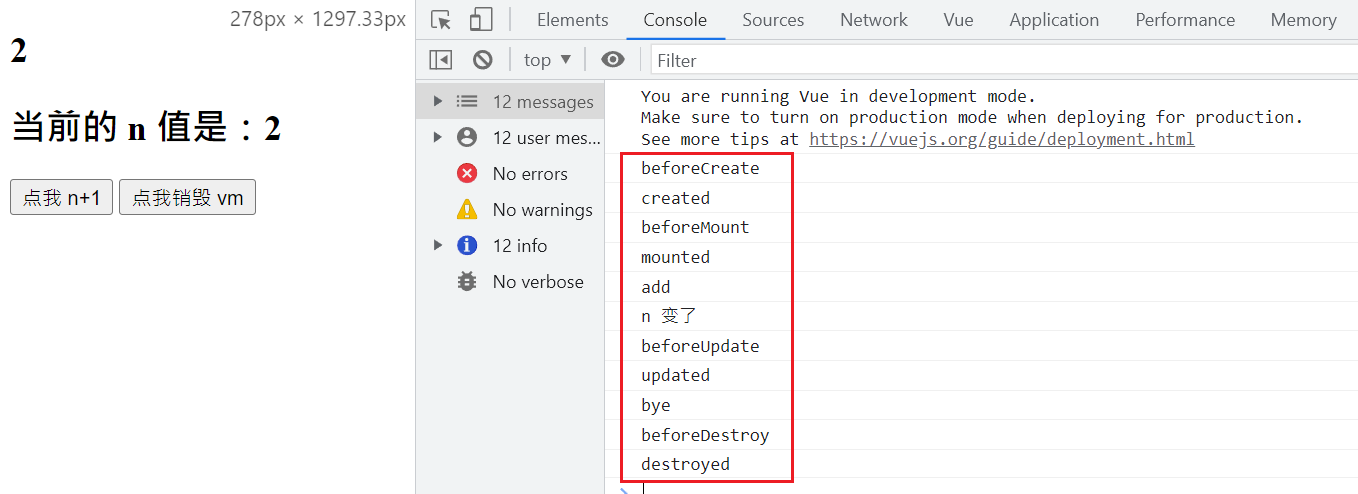 278px × 1297.33px
2
当前的 n 值是：2
点我 n+1
点我销毁 vm
Elements
Console
Sources
Network
Vue
Application
Performance
Memory
top
Filter
12 messages
12 user mes...
No errors
No warnings
12 info
No verbose
You are running Vue in development mode.
Make sure to turn on production mode when deploying for production.
See more tips at https://vuejs.org/guide/deployment.html
beforeCreate
created
beforeMount
mounted
add
n 变了
beforeUpdate
updated
bye
beforeDestroy
destroyed